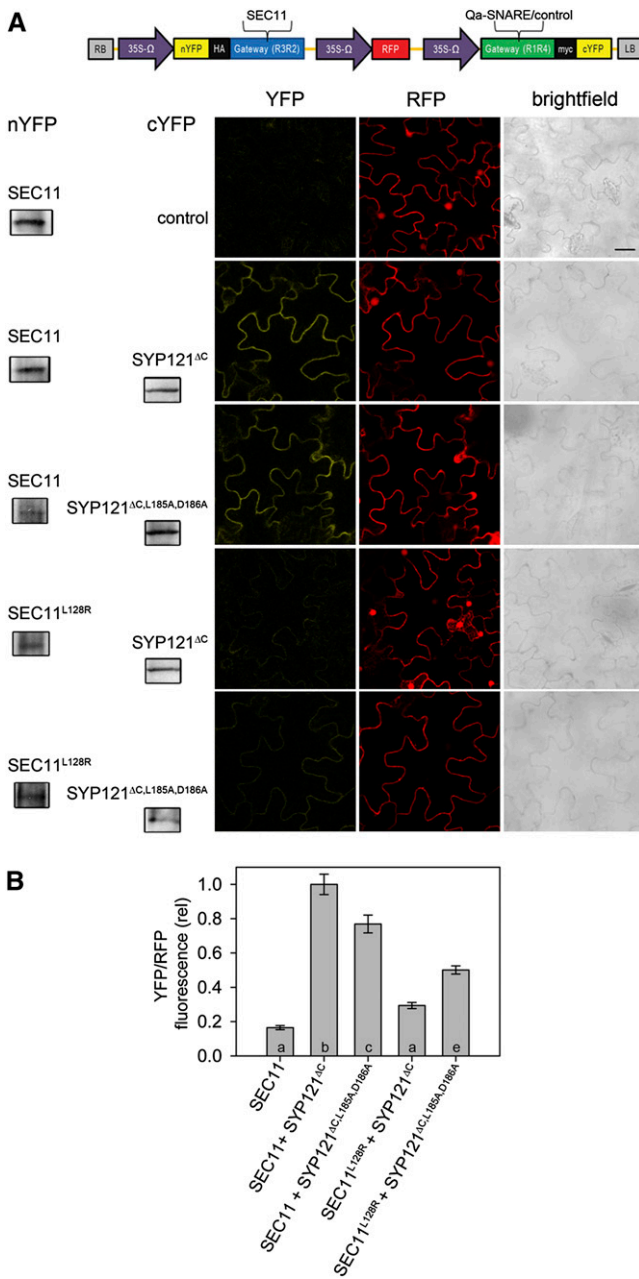 A
SEC11
Qa-SNARE/control
RB 35S-Ω nYFP HA Gateway (R3R2) 35S-Ω RFP 35S-Ω Gateway (R1R4) myc cYFP LB
nYFP cYFP YFP RFP brightfield
SEC11
control
SEC11
SYP121ΔC
SEC11
SYP121ΔC,L185A,D186A
SEC11L128R
SYP121ΔC
SEC11L128R
SYP121ΔC,L185A,D186A
B
YFP/RFP
fluorescence (rel)
1.0
0.8
0.6
0.4
0.2
0.0
a b c a e
SEC11
SEC11+ SYP121ΔC
SEC11 + SYP121ΔC,L185A,D186A
SEC11L128R + SYP121ΔC
SEC11L128R + SYP121ΔC,L185A,D186A